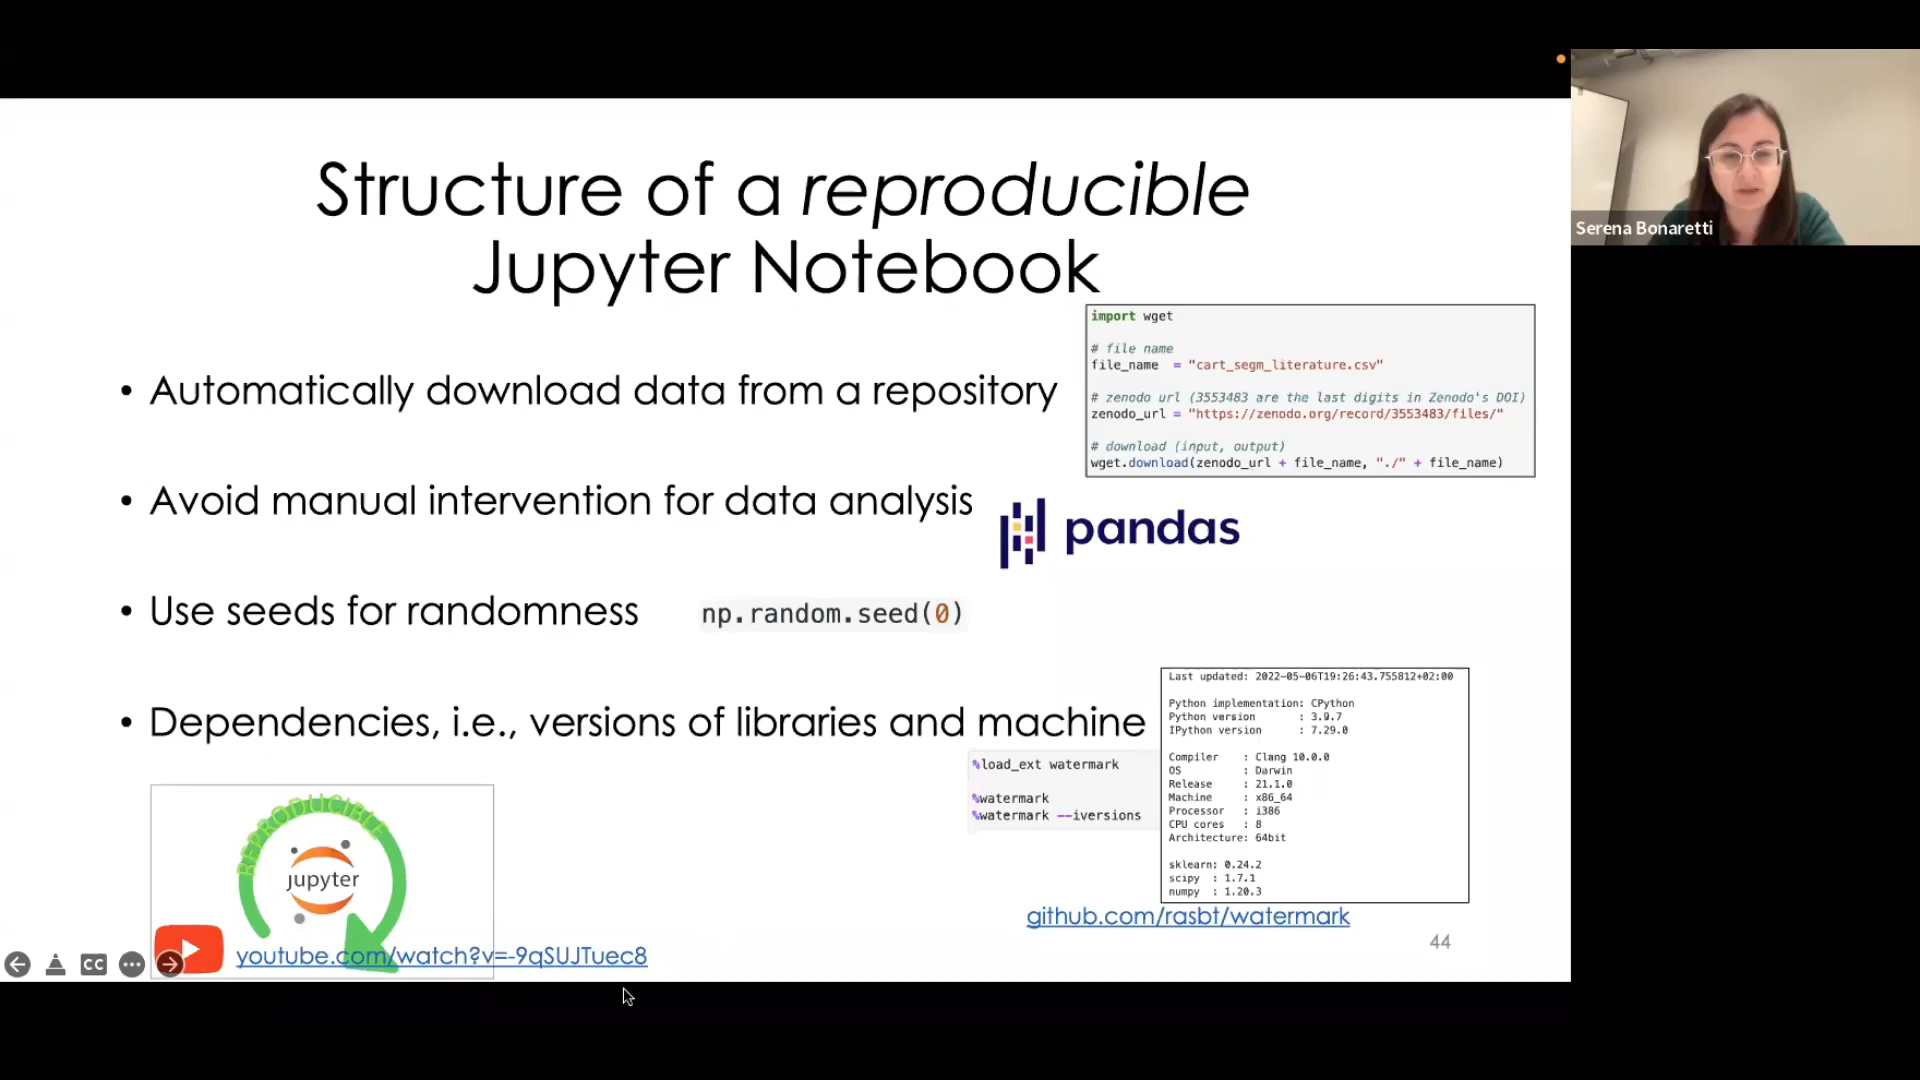 Structure of a reproducible
Jupyter Notebook
Serena Bonaretti
import wget
# file name
file_name = "cart_segm_literature.csv"
# zenodo url (3553483 are the last digits in Zenodo's DOI)
zenodo_url = "https://zenodo.org/record/3553483/files/"
# download (input, output)
wget.download(zenodo_url + file_name, "./" + file_name)
• Automatically download data from a repository
• Avoid manual intervention for data analysis
pandas
• Use seeds for randomness
np.random.seed(0)
• Dependencies, i.e., versions of libraries and machine
%load_ext watermark
%watermark
%watermark --iversions
Last updated: 2022-05-06T19:26:43.755812+02:00
Python implementation: CPython
Python version : 3.9.7
IPython version : 7.29.0
Compiler : Clang 10.0.0
OS : Darwin
Release : 21.1.0
Machine : x86_64
Processor : i386
CPU cores : 8
Architecture: 64bit
sklearn: 0.24.2
scipy : 1.7.1
numpy : 1.20.3
github.com/rasbt/watermark
REPRODUCIBLE
jupyter
youtube.com/watch?v=-9qSUJTuec8
CC
44